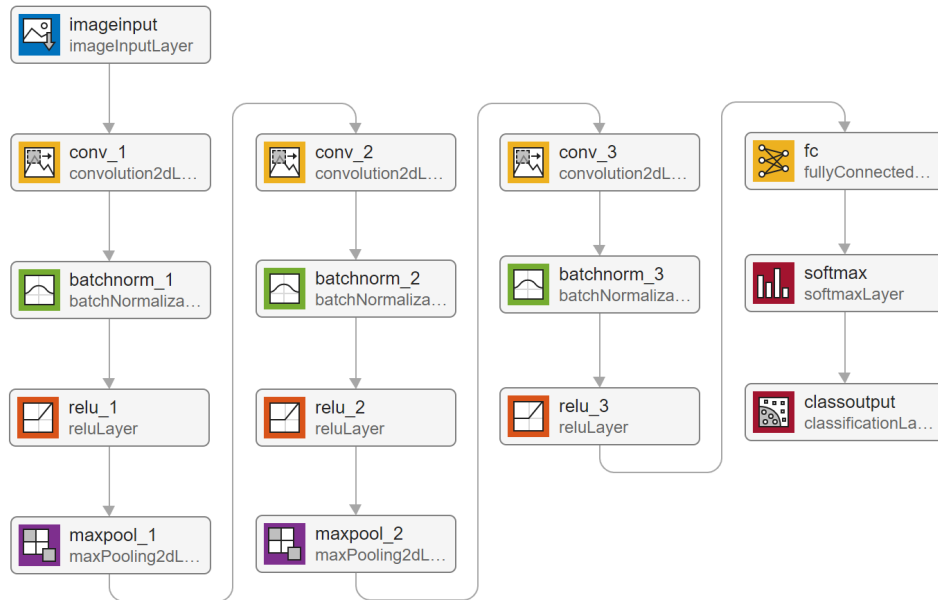 imageinput
imageInputLayer
conv_1
convolution2dL...
batchnorm_1
batchNormaliza...
relu_1
reluLayer
maxpool_1
maxPooling2dL...
conv_2
convolution2dL...
batchnorm_2
batchNormaliza...
relu_2
reluLayer
maxpool_2
maxPooling2dL...
conv_3
convolution2dL...
batchnorm_3
batchNormaliza...
relu_3
reluLayer
fc
fullyConnected...
softmax
softmaxLayer
classoutput
classificationLa...